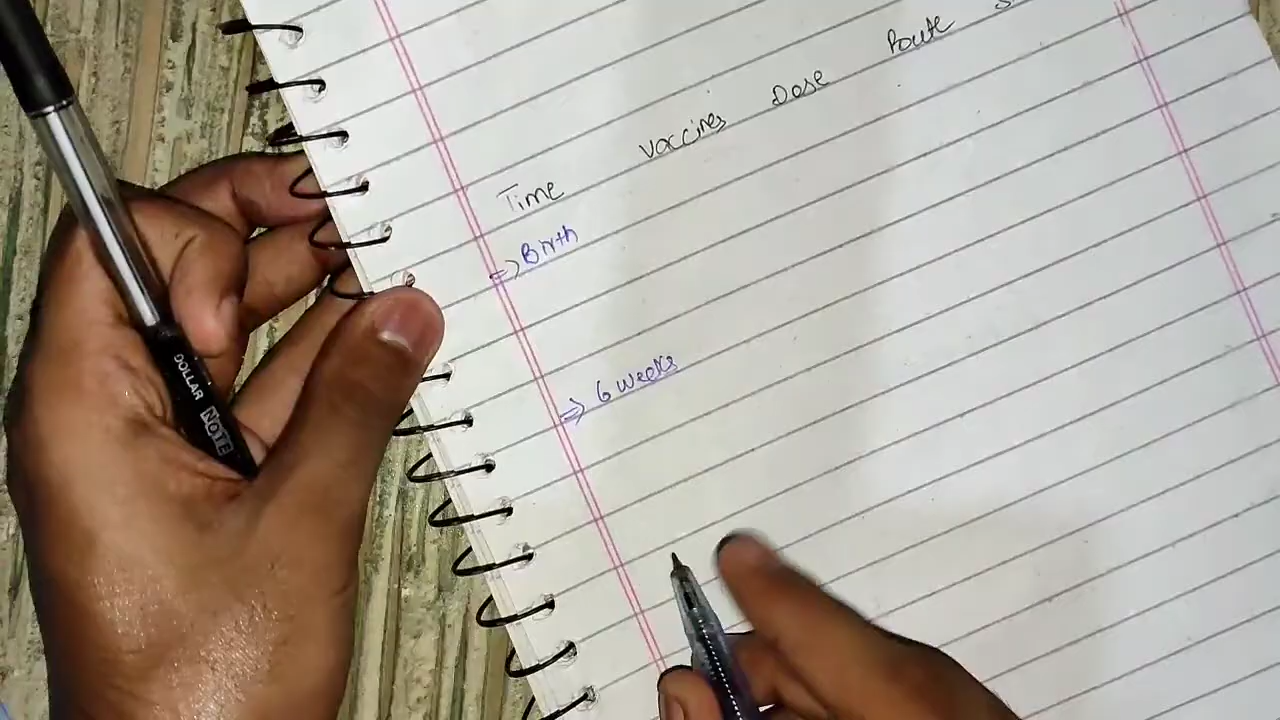 Time Vaccines Dose Route
=> Birth
=> 6 weeks
DOLLAR NOTE